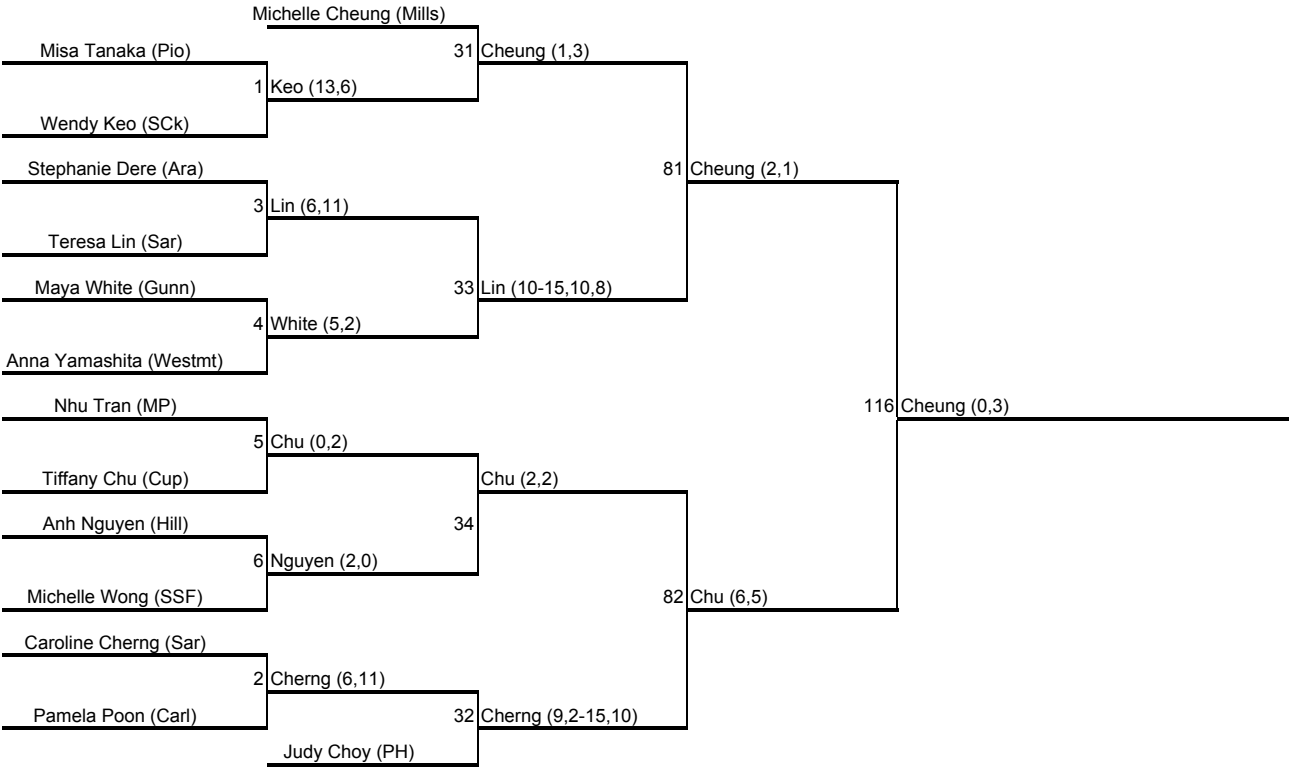 Michelle Cheung (Mills)
Misa Tanaka (Pio)
31 Cheung (1,3)
1 Keo (13,6)
Wendy Keo (SCk)
Stephanie Dere (Ara)
81 Cheung (2,1)
3 Lin (6,11)
Teresa Lin (Sar)
Maya White (Gunn)
33 Lin (10-15,10,8)
4 White (5,2)
Anna Yamashita (Westmt)
Nhu Tran (MP)
116 Cheung (0,3)
5 Chu (0,2)
Tiffany Chu (Cup)
Chu (2,2)
Anh Nguyen (Hill)
34
6 Nguyen (2,0)
Michelle Wong (SSF)
82 Chu (6,5)
Caroline Cherng (Sar)
2 Cherng (6,11)
Pamela Poon (Carl)
32 Cherng (9,2-15,10)
Judy Choy (PH)